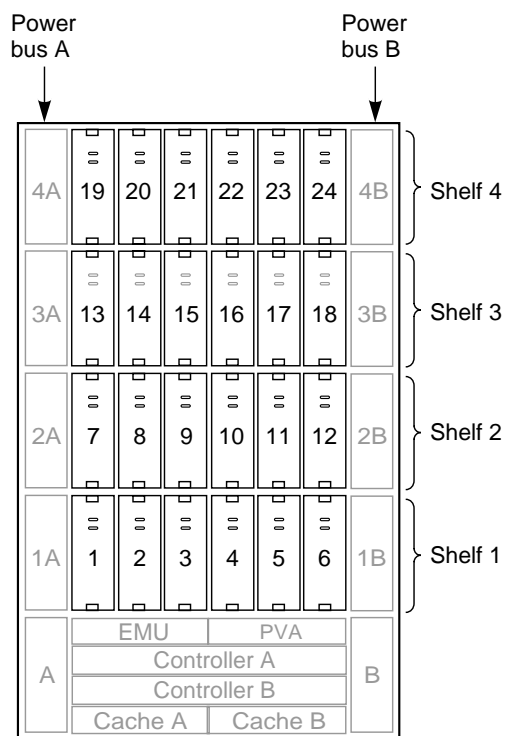 Power bus A
Power bus B
4A 19 20 21 22 23 24 4B Shelf 4
3A 13 14 15 16 17 18 3B Shelf 3
2A 7 8 9 10 11 12 2B Shelf 2
1A 1 2 3 4 5 6 1B Shelf 1
EMU PVA
Controller A
A B
Controller B
Cache A Cache B